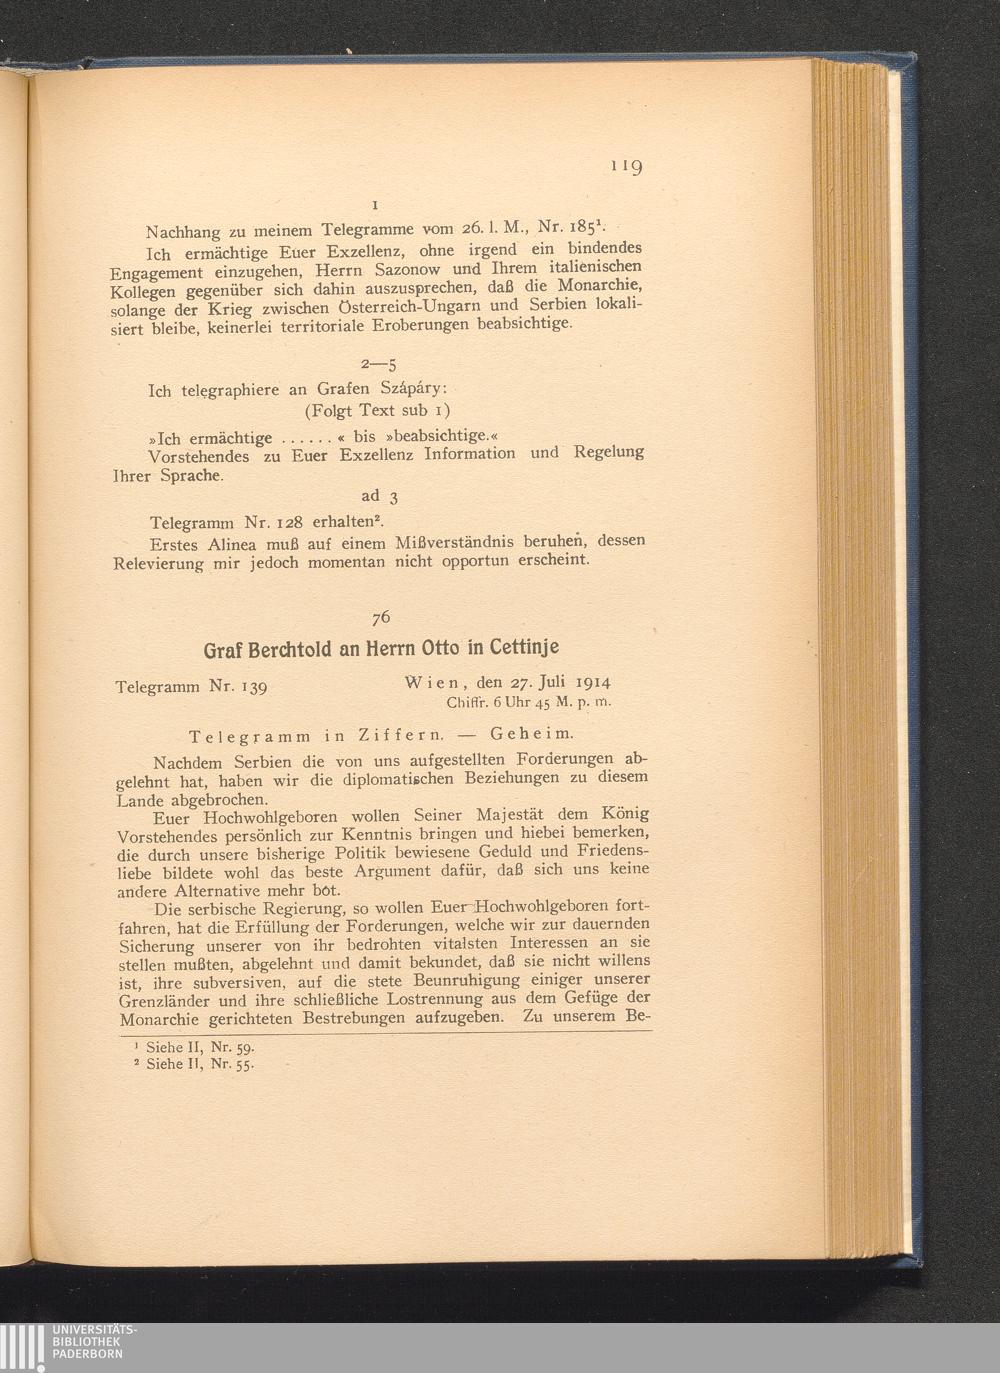 119
1
Nachhang zu meinem Telegramme vom 26. l. M., Nr. 185¹.
Ich ermächtige Euer Exzellenz, ohne irgend ein bindendes
Engagement einzugehen, Herrn Sazonow und Ihrem italienischen
Kollegen gegenüber sich dahin auszusprechen, daß die Monarchie,
solange der Krieg zwischen Österreich-Ungarn und Serbien lokali-
siert bleibe, keinerlei territoriale Eroberungen beabsichtige.
2—5
Ich telegraphiere an Grafen Szápáry:
(Folgt Text sub 1)
»Ich ermächtige ......« bis »beabsichtige.«
Vorstehendes zu Euer Exzellenz Information und Regelung
Ihrer Sprache.
ad 3
Telegramm Nr. 128 erhalten².
Erstes Alinea muß auf einem Mißverständnis beruhen, dessen
Relevierung mir jedoch momentan nicht opportun erscheint.
76
Graf Berchtold an Herrn Otto in Cettinje
Telegramm Nr. 139 Wien, den 27. Juli 1914
Chiffr. 6 Uhr 45 M. p. m.
Telegramm in Ziffern. — Geheim.
Nachdem Serbien die von uns aufgestellten Forderungen ab-
gelehnt hat, haben wir die diplomatischen Beziehungen zu diesem
Lande abgebrochen.
Euer Hochwohlgeboren wollen Seiner Majestät dem König
Vorstehendes persönlich zur Kenntnis bringen und hiebei bemerken,
die durch unsere bisherige Politik bewiesene Geduld und Friedens-
liebe bildete wohl das beste Argument dafür, daß sich uns keine
andere Alternative mehr bot.
Die serbische Regierung, so wollen Euer Hochwohlgeboren fort-
fahren, hat die Erfüllung der Forderungen, welche wir zur dauernden
Sicherung unserer von ihr bedrohten vitalsten Interessen an sie
stellen mußten, abgelehnt und damit bekundet, daß sie nicht willens
ist, ihre subversiven, auf die stete Beunruhigung einiger unserer
Grenzländer und ihre schließliche Lostrennung aus dem Gefüge der
Monarchie gerichteten Bestrebungen aufzugeben. Zu unserem Be-
¹ Siehe II, Nr. 59.
² Siehe II, Nr. 55.
UNIVERSITÄTS-
BIBLIOTHEK
PADERBORN